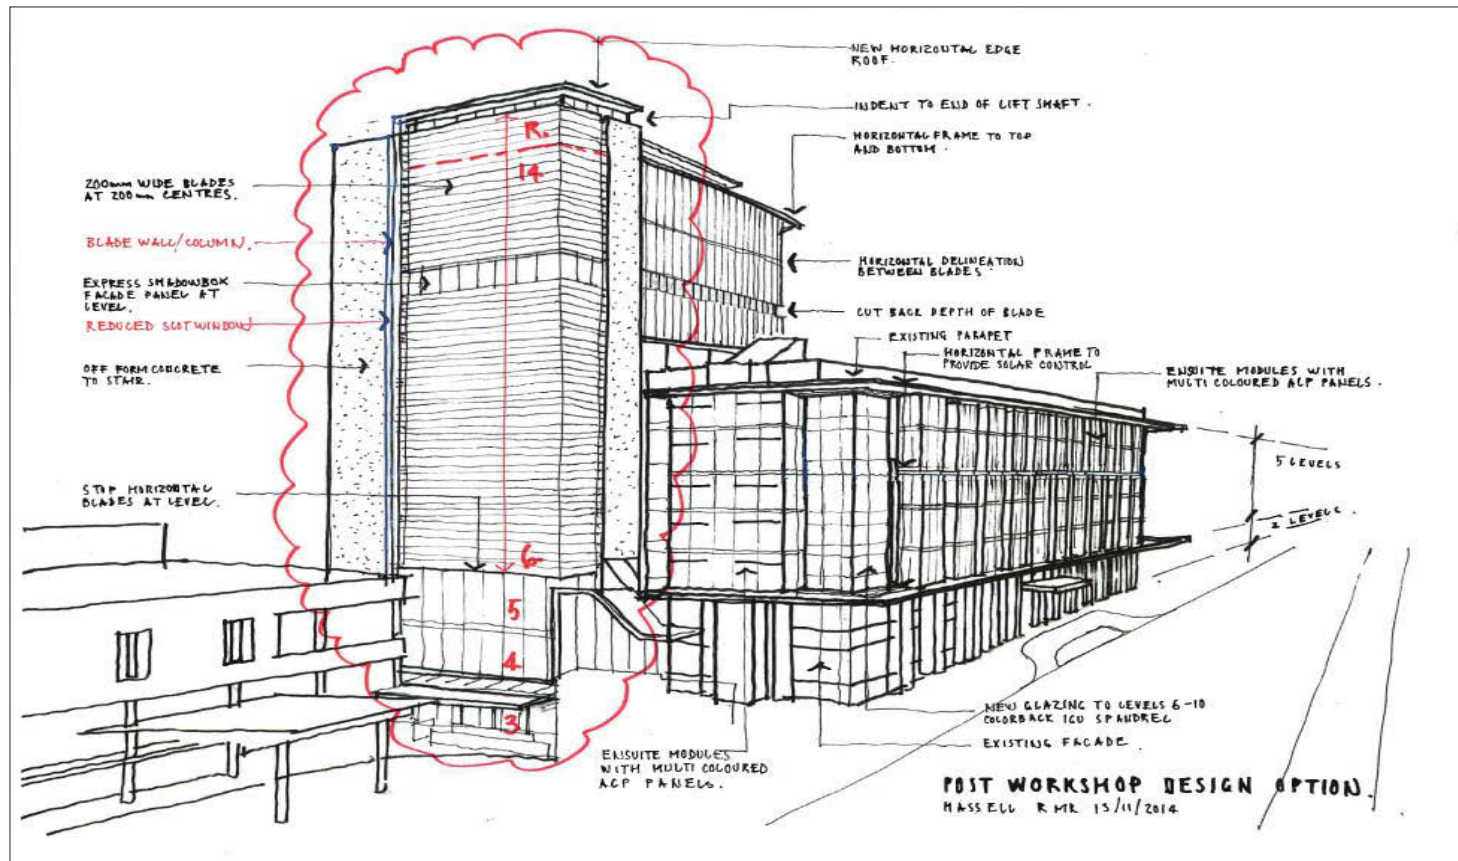 NEW HORIZONTAL EDGE
ROOF.
INDENT TO END OF LIFT SHAFT.
HORIZONTAL FRAME TO TOP
AND BOTTOM.
R.
14
200mm WIDE BLADES
AT 200mm CENTRES.
BLADE WALL/COLUMN.
EXPRESS SHADOWBOX
FACADE PANEL AT
LEVEL.
REDUCED SLOT WINDOW
OFF FORM CONCRETE
TO STAIR.
STOP HORIZONTAL
BLADES AT LEVEL.
HORIZONTAL DELINEATION
BETWEEN BLADES.
CUT BACK DEPTH OF BLADE
EXISTING PARAPET
HORIZONTAL FRAME TO
PROVIDE SOLAR CONTROL
ENSUITE MODULES WITH
MULTI COLOURED ACP PANELS.
5 LEVELS
2 LEVELS.
6
5
4
3
ENSUITE MODULES
WITH MULTI COLOURED
ACP PANELS.
NEW GLAZING TO LEVELS 6-10
COLORBACK IGU SPANDREL
EXISTING FACADE.
POST WORKSHOP DESIGN OPTION.
HASSELL RMR 13/11/2014